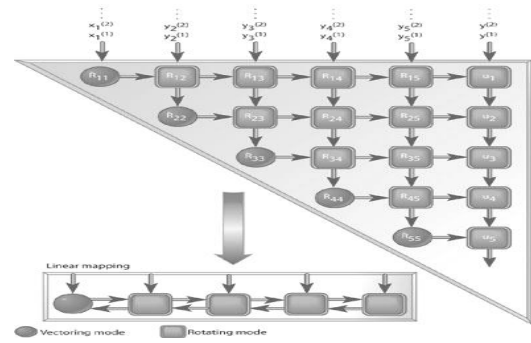 x₁⁽²⁾ y₂⁽²⁾ y₃⁽²⁾ y₄⁽²⁾ y₅⁽²⁾ y⁽²⁾
x₁⁽¹⁾ y₂⁽¹⁾ y₃⁽¹⁾ y₄⁽¹⁾ y₅⁽¹⁾ y⁽¹⁾
R₁₁ R₁₂ R₁₃ R₁₄ R₁₅ u₁
R₂₂ R₂₃ R₂₄ R₂₅ u₂
R₃₃ R₃₄ R₃₅ u₃
R₄₄ R₄₅ u₄
R₅₅ u₅
Linear mapping
Vectoring mode Rotating mode